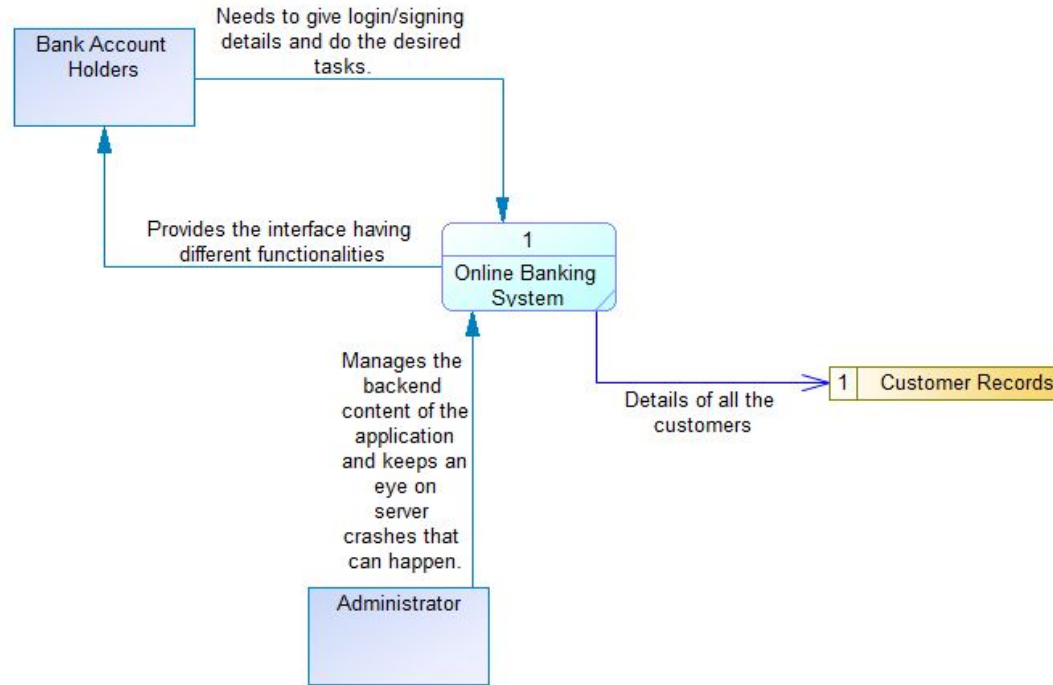 Needs to give login/signing
details and do the desired
tasks.
Bank Account
Holders
Provides the interface having
different functionalities
1
Online Banking
System
Manages the
backend
content of the
application
and keeps an
eye on
server
crashes that
can happen.
1 Customer Records
Details of all the
customers
Administrator